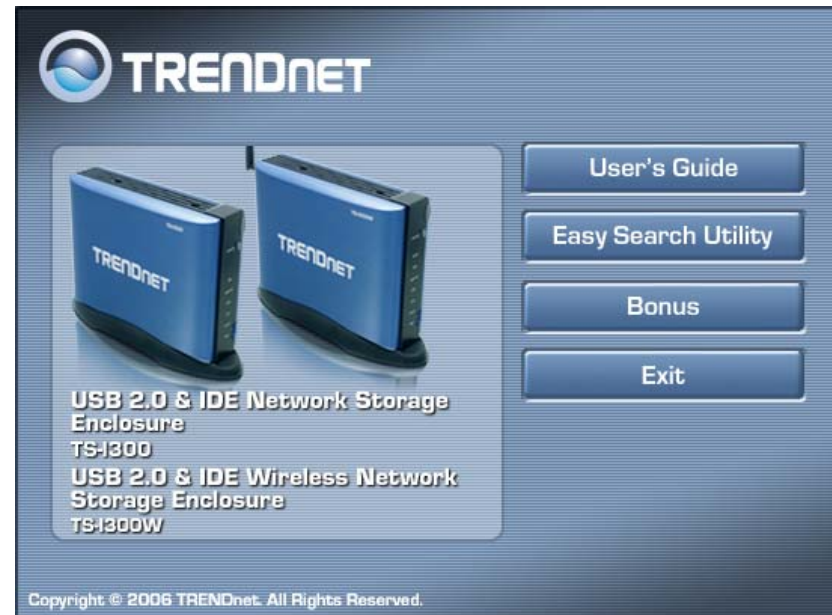 TRENDnet
User's Guide
Easy Search Utility
Bonus
Exit
TRENDnet
TRENDnet
USB 2.0 & IDE Network Storage
Enclosure
TS-I300
USB 2.0 & IDE Wireless Network
Storage Enclosure
TS-I300W
Copyright © 2006 TRENDnet. All Rights Reserved.